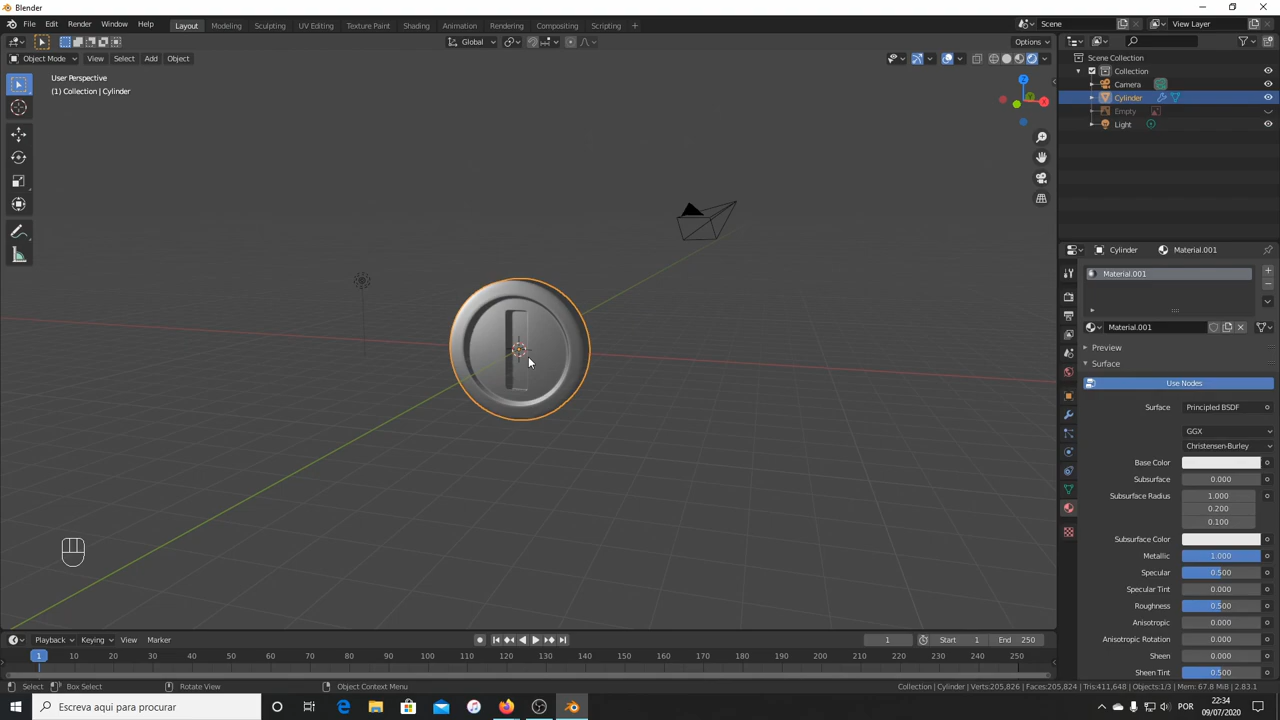 Blender
File Edit Render Window Help Layout Modeling Sculpting UV Editing Texture Paint Shading Animation Rendering Compositing Scripting + Scene View Layer
Global Options
Object Mode View Select Add Object
User Perspective
(1) Collection | Cylinder
Z
X
Y
Scene Collection
Collection
Camera
Cylinder
Empty
Light
Cylinder Material.001
Material.001
Material.001
Preview
Surface
Use Nodes
Surface Principled BSDF
GGX
Christensen-Burley
Base Color
Subsurface 0.000
Subsurface Radius 1.000
0.200
0.100
Subsurface Color
Metallic 1.000
Specular 0.500
Specular Tint 0.000
Roughness 0.500
Anisotropic 0.000
Anisotropic Rotation 0.000
Sheen 0.000
Sheen Tint 0.500
Playback Keying View Marker 1 Start 1 End 250
1 10 20 30 40 50 60 70 80 90 100 110 120 130 140 150 160 170 180 190 200 210 220 230 240 250
Select Box Select Rotate View Object Context Menu Collection | Cylinder | Verts:205,826 | Faces:205,824 | Tris:411,648 | Objects:1/3 | Mem: 67.8 MiB | 2.83.1
Escreva aqui para procurar
POR
22:34
09/07/2020